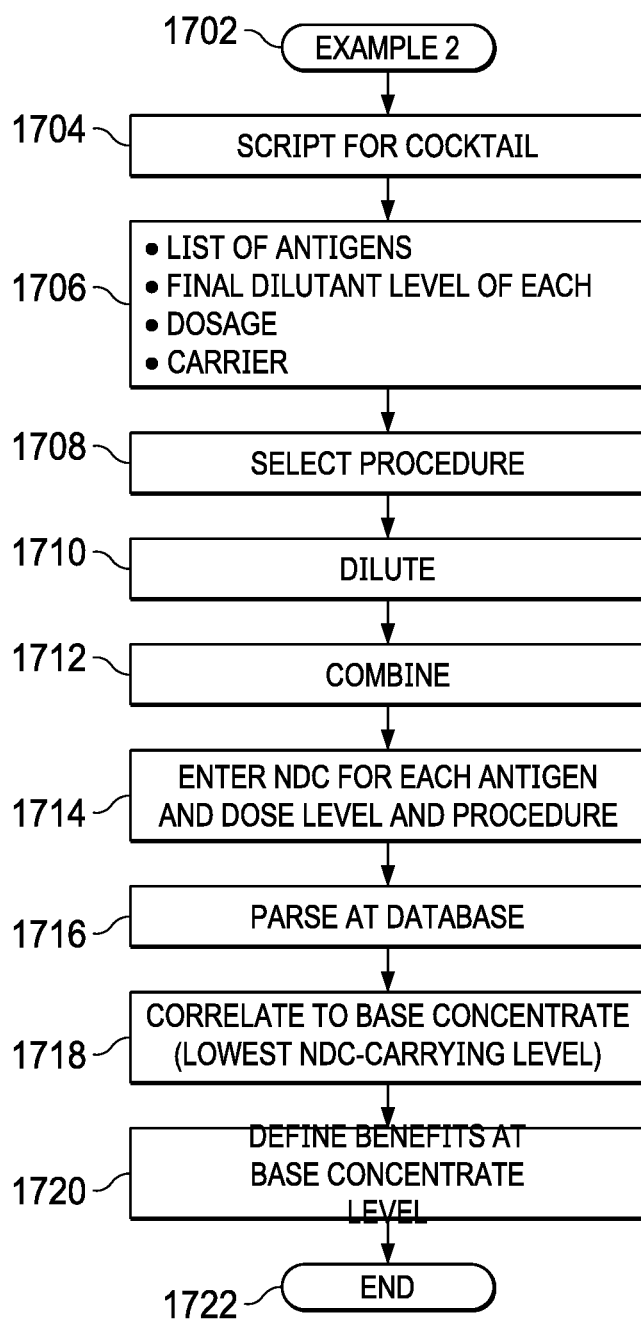 1702
EXAMPLE 2
1704
SCRIPT FOR COCKTAIL
1706
• LIST OF ANTIGENS
• FINAL DILUTANT LEVEL OF EACH
• DOSAGE
• CARRIER
1708
SELECT PROCEDURE
1710
DILUTE
1712
COMBINE
1714
ENTER NDC FOR EACH ANTIGEN
AND DOSE LEVEL AND PROCEDURE
1716
PARSE AT DATABASE
1718
CORRELATE TO BASE CONCENTRATE
(LOWEST NDC-CARRYING LEVEL)
1720
DEFINE BENEFITS AT
BASE CONCENTRATE
LEVEL
1722
END